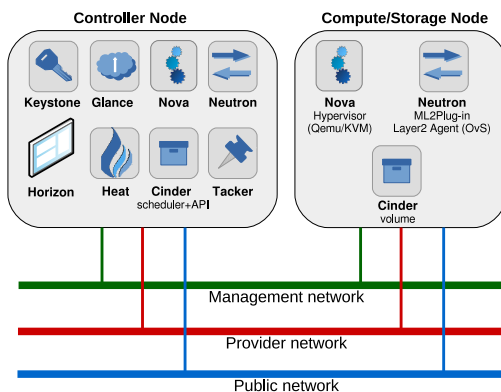 Controller Node
Compute/Storage Node
Keystone
Glance
Nova
Neutron
Horizon
Heat
Cinder
scheduler+API
Tacker
Nova
Hypervisor
(Qemu/KVM)
Neutron
ML2Plug-in
Layer2 Agent (OvS)
Cinder
volume
Management network
Provider network
Public network